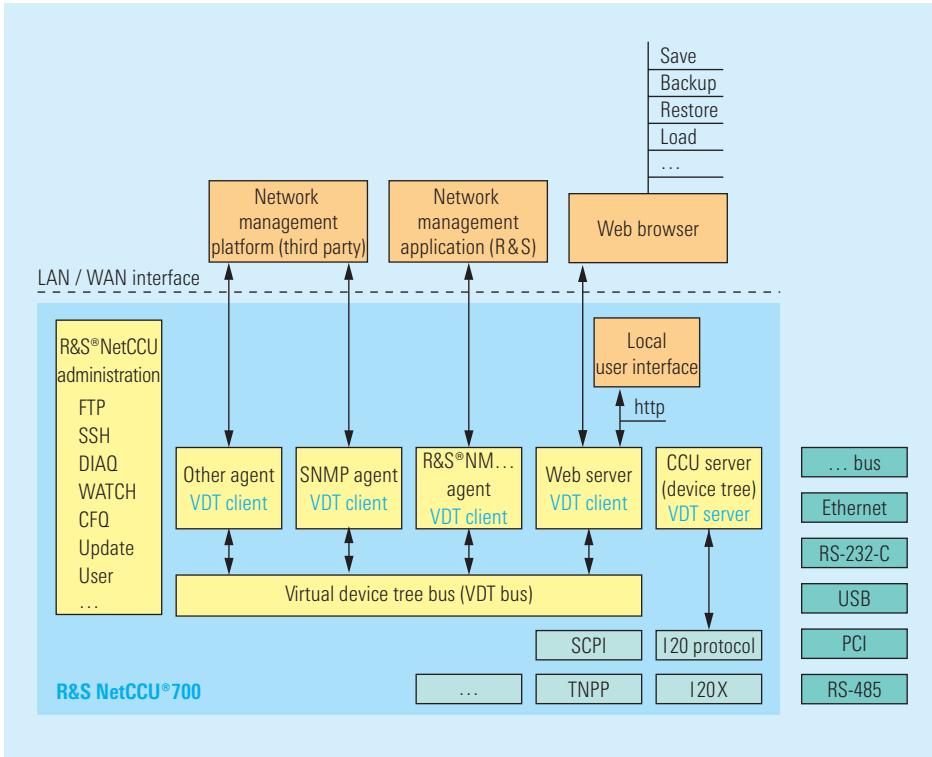 Save
Backup
Restore
Load
...
Network
management
platform (third party)
Network
management
application (R&S)
Web browser
LAN / WAN interface
R&S®NetCCU
administration
FTP
SSH
DIAQ
WATCH
CFQ
Update
User
...
Local
user interface
http
Other agent
VDT client
SNMP agent
VDT client
R&S®NM...
agent
VDT client
Web server
VDT client
CCU server
(device tree)
VDT server
Virtual device tree bus (VDT bus)
SCPI
I20 protocol
...
TNPP
I20X
R&S NetCCU®700
... bus
Ethernet
RS-232-C
USB
PCI
RS-485